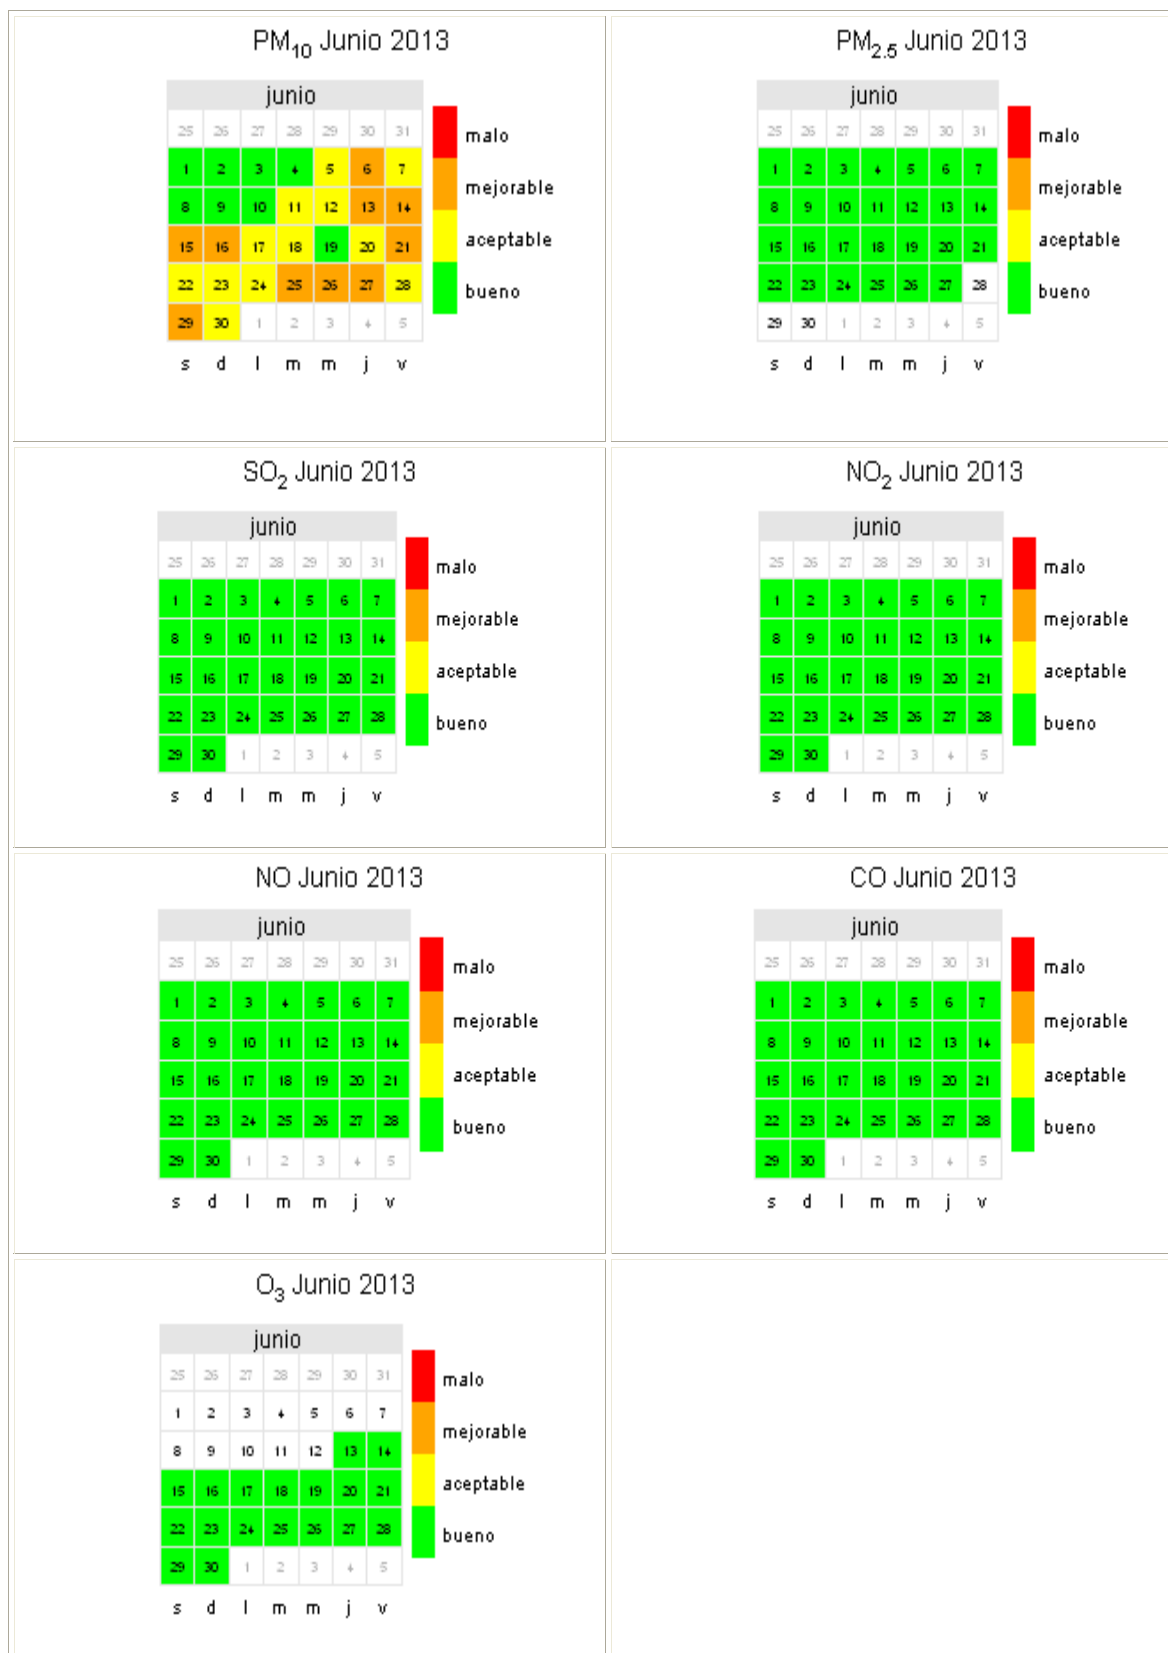 PM10 Junio 2013
junio
25 26 27 28 29 30 31
1 2 3 4 5 6 7
8 9 10 11 12 13 14
15 16 17 18 19 20 21
22 23 24 25 26 27 28
29 30 1 2 3 4 5
s d l m m j v
malo
mejorable
aceptable
bueno
PM2.5 Junio 2013
junio
25 26 27 28 29 30 31
1 2 3 4 5 6 7
8 9 10 11 12 13 14
15 16 17 18 19 20 21
22 23 24 25 26 27 28
29 30 1 2 3 4 5
s d l m m j v
malo
mejorable
aceptable
bueno
SO2 Junio 2013
junio
25 26 27 28 29 30 31
1 2 3 4 5 6 7
8 9 10 11 12 13 14
15 16 17 18 19 20 21
22 23 24 25 26 27 28
29 30 1 2 3 4 5
s d l m m j v
malo
mejorable
aceptable
bueno
NO2 Junio 2013
junio
25 26 27 28 29 30 31
1 2 3 4 5 6 7
8 9 10 11 12 13 14
15 16 17 18 19 20 21
22 23 24 25 26 27 28
29 30 1 2 3 4 5
s d l m m j v
malo
mejorable
aceptable
bueno
NO Junio 2013
junio
25 26 27 28 29 30 31
1 2 3 4 5 6 7
8 9 10 11 12 13 14
15 16 17 18 19 20 21
22 23 24 25 26 27 28
29 30 1 2 3 4 5
s d l m m j v
malo
mejorable
aceptable
bueno
CO Junio 2013
junio
25 26 27 28 29 30 31
1 2 3 4 5 6 7
8 9 10 11 12 13 14
15 16 17 18 19 20 21
22 23 24 25 26 27 28
29 30 1 2 3 4 5
s d l m m j v
malo
mejorable
aceptable
bueno
O3 Junio 2013
junio
25 26 27 28 29 30 31
1 2 3 4 5 6 7
8 9 10 11 12 13 14
15 16 17 18 19 20 21
22 23 24 25 26 27 28
29 30 1 2 3 4 5
s d l m m j v
malo
mejorable
aceptable
bueno